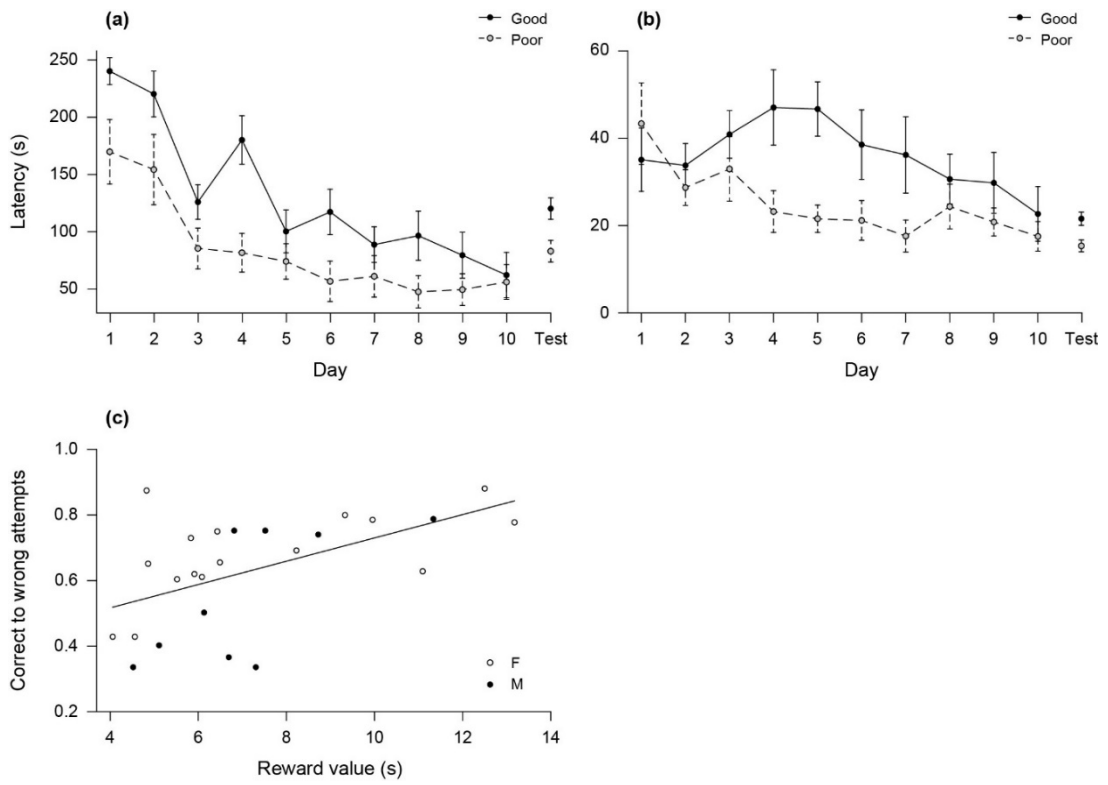 (a)
Good
Poor
Latency (s)
250
200
150
100
50
1 2 3 4 5 6 7 8 9 10 Test
Day
(b)
Good
Poor
60
40
20
0
1 2 3 4 5 6 7 8 9 10 Test
Day
(c)
Correct to wrong attempts
1.0
0.8
0.6
0.4
0.2
F
M
4 6 8 10 12 14
Reward value (s)